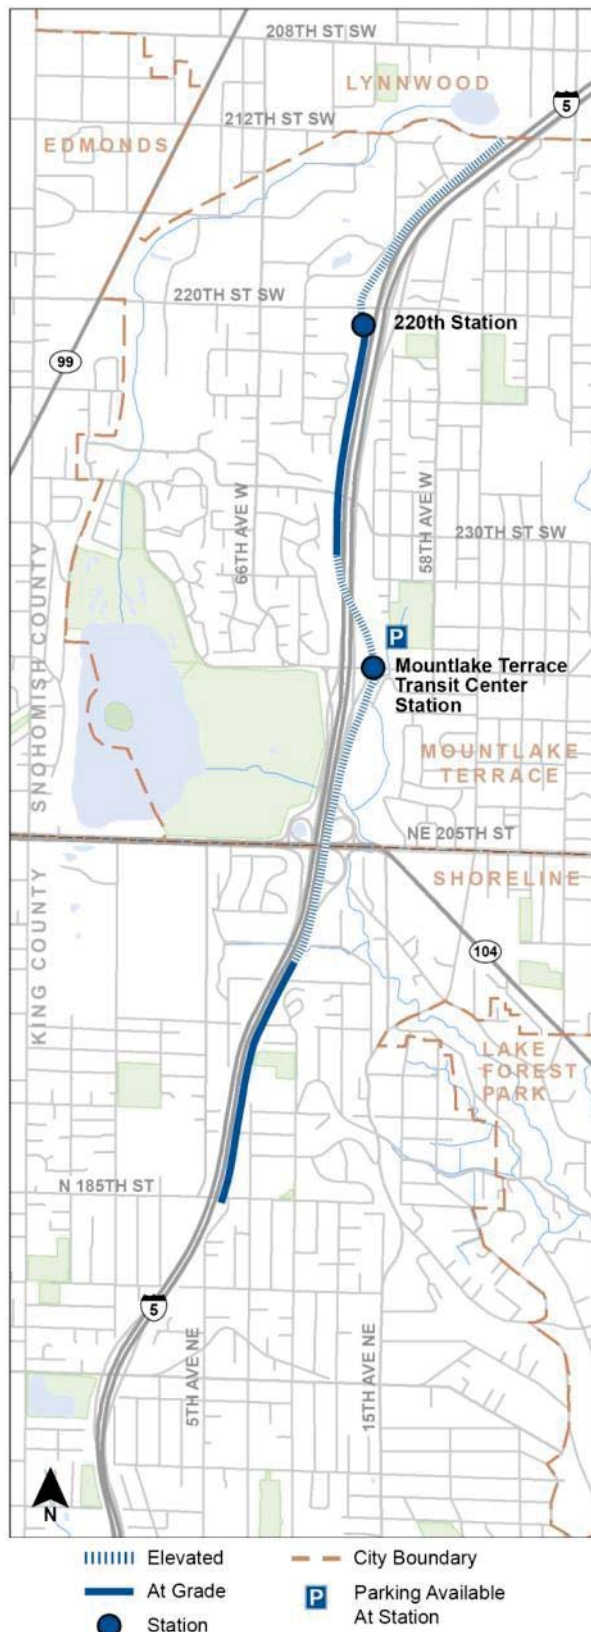 208TH ST SW
LYNNWOOD
5
212TH ST SW
EDMONDS
220TH ST SW
220th Station
99
66TH AVE W
58TH AVE W
230TH ST SW
SNOHOMISH COUNTY
P
Mountlake Terrace
Transit Center
Station
MOUNTLAKE
TERRACE
NE 205TH ST
SHORELINE
KING COUNTY
104
LAKE
FOREST
PARK
N 185TH ST
5
5TH AVE NE
15TH AVE NE
N
Elevated
City Boundary
At Grade
P
Parking Available
At Station
Station